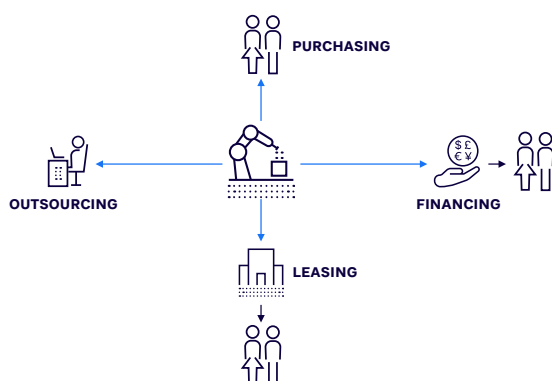 PURCHASING
$ £
€ ¥
OUTSOURCING
FINANCING
LEASING